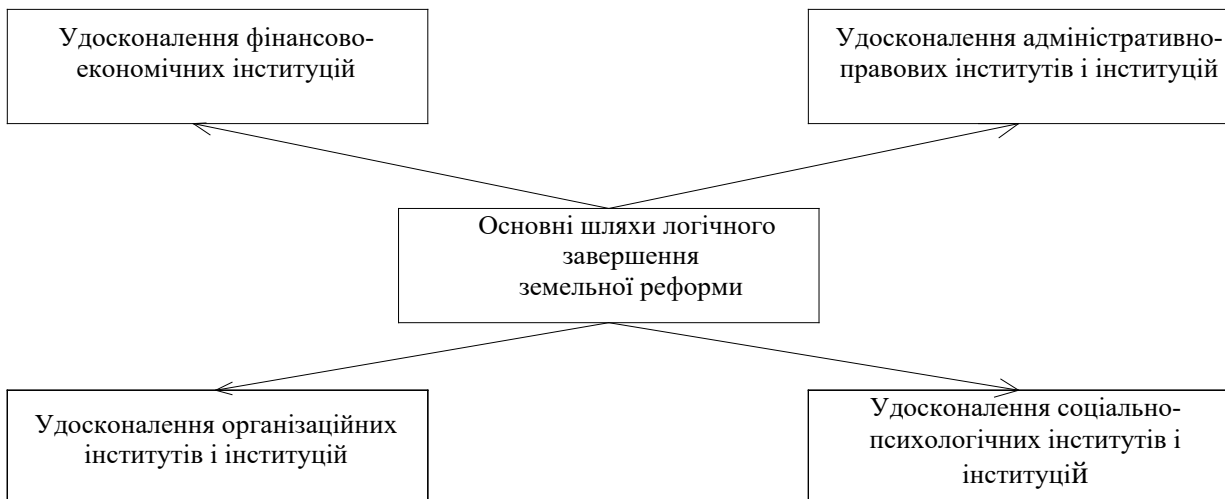 Удосконалення фінансово-
економічних інституцій
Удосконалення адміністративно-
правових інститутів і інституцій
Основні шляхи логічного
завершення
земельної реформи
Удосконалення організаційних
інститутів і інституцій
Удосконалення соціально-
психологічних інститутів і
інституцій